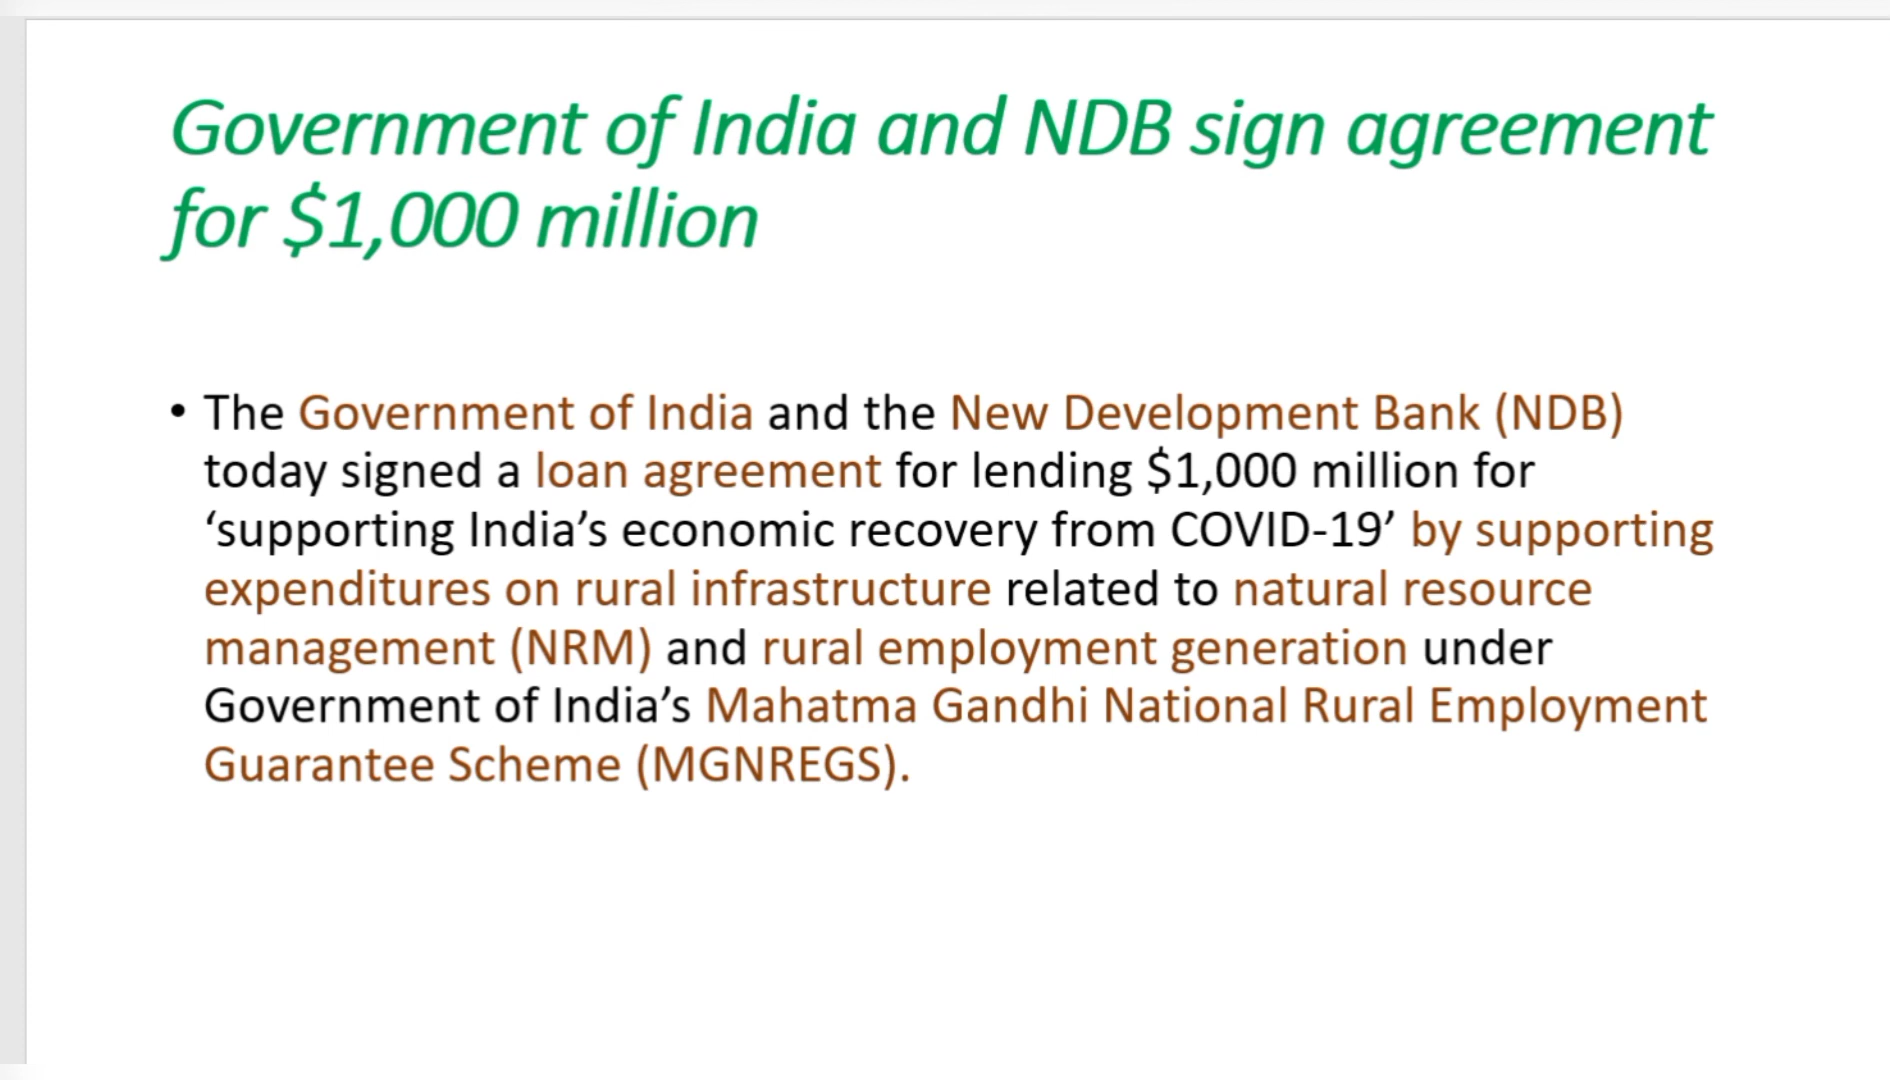 Government of India and NDB sign agreement
for $1,000 million
• The Government of India and the New Development Bank (NDB)
today signed a loan agreement for lending $1,000 million for
‘supporting India’s economic recovery from COVID-19’ by supporting
expenditures on rural infrastructure related to natural resource
management (NRM) and rural employment generation under
Government of India’s Mahatma Gandhi National Rural Employment
Guarantee Scheme (MGNREGS).